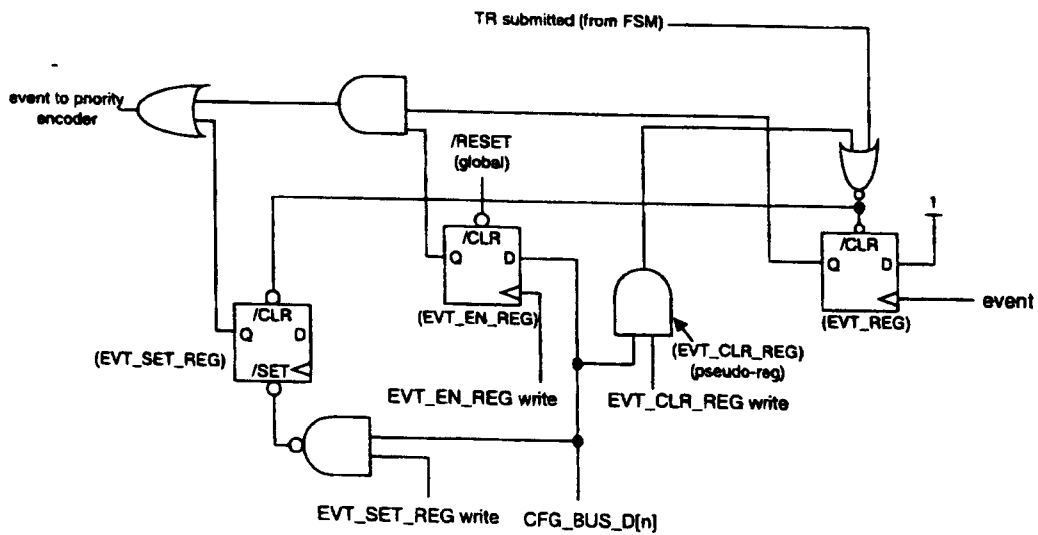 TR submitted (from FSM)
event to priority
encoder
/RESET
(global)
1
/CLR
Q D
(EVT_EN_REG)
/CLR
Q D
(EVT_REG)
event
/CLR
Q D
/SET
(EVT_SET_REG)
(EVT_CLR_REG)
(pseudo-reg)
EVT_EN_REG write
EVT_CLR_REG write
EVT_SET_REG write
CFG_BUS_D[n]